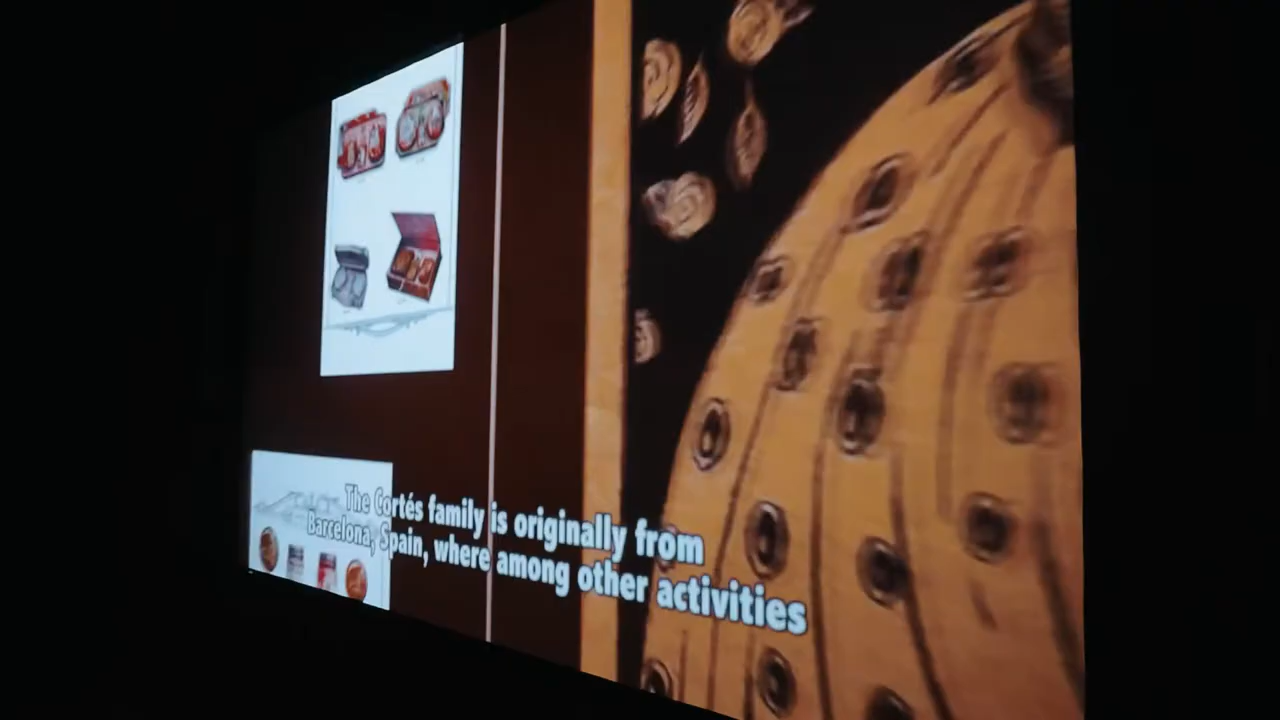 The Cortés family is originally from
Barcelona, Spain, where among other activities